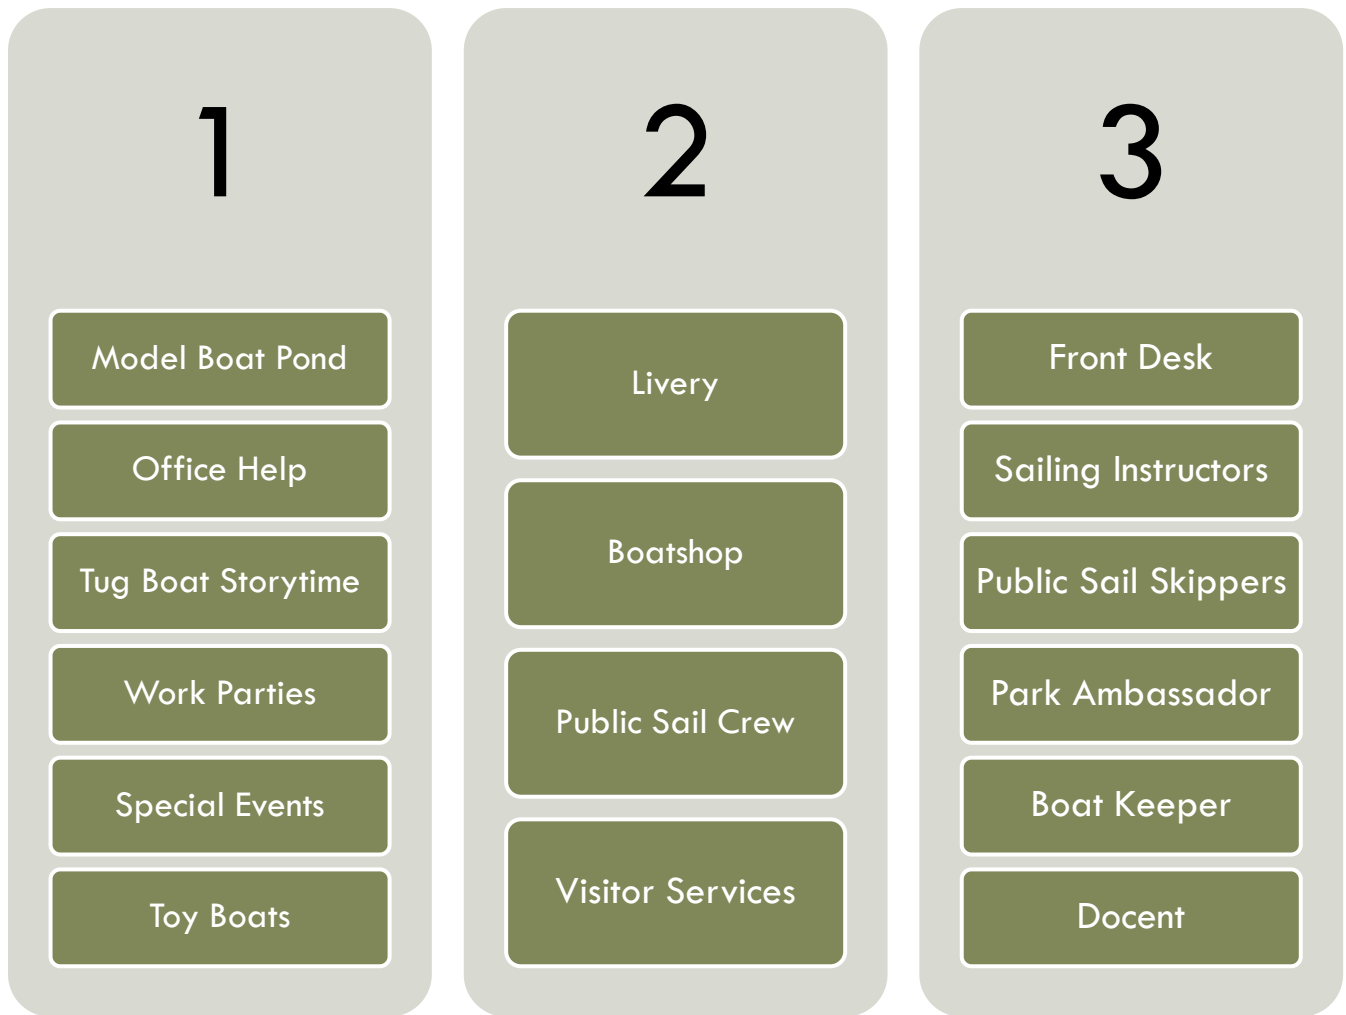 1
Model Boat Pond
Office Help
Tug Boat Storytime
Work Parties
Special Events
Toy Boats
2
Livery
Boatshop
Public Sail Crew
Visitor Services
3
Front Desk
Sailing Instructors
Public Sail Skippers
Park Ambassador
Boat Keeper
Docent